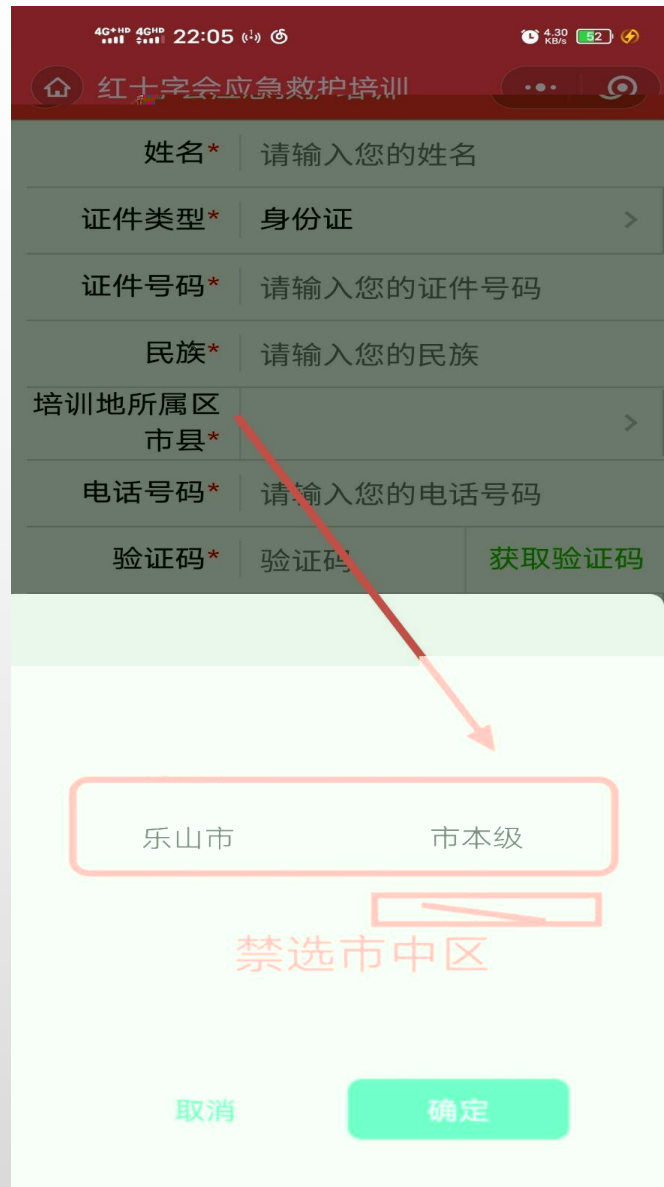 4G+HP 4GHP 22:05 4.30 KB/s 52
红十字会应急救护培训
姓名* 请输入您的姓名
证件类型* 身份证
证件号码* 请输入您的证件号码
民族* 请输入您的民族
培训地所属区
市县*
电话号码* 请输入您的电话号码
验证码* 验证码 获取验证码
乐山市 市本级
禁选市中区
取消 确定